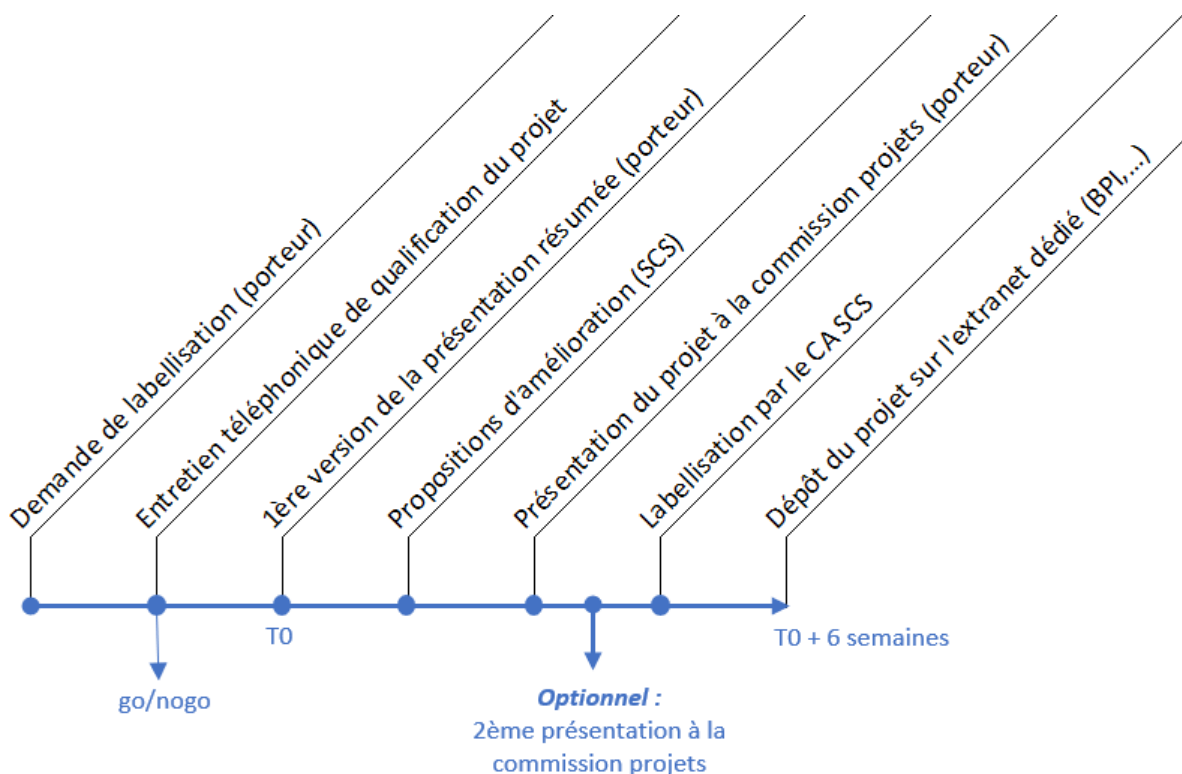 Demande de labellisation (porteur)
Entretien téléphonique de qualification du projet
1ère version de la présentation résumée (porteur)
Propositions d'amélioration (SCS)
Présentation du projet à la commission projets (porteur)
Labellisation par le CA SCS
Dépôt du projet sur l'extranet dédié (BPI,...)
T0
T0 + 6 semaines
go/nogo
Optionnel :
2ème présentation à la
commission projets